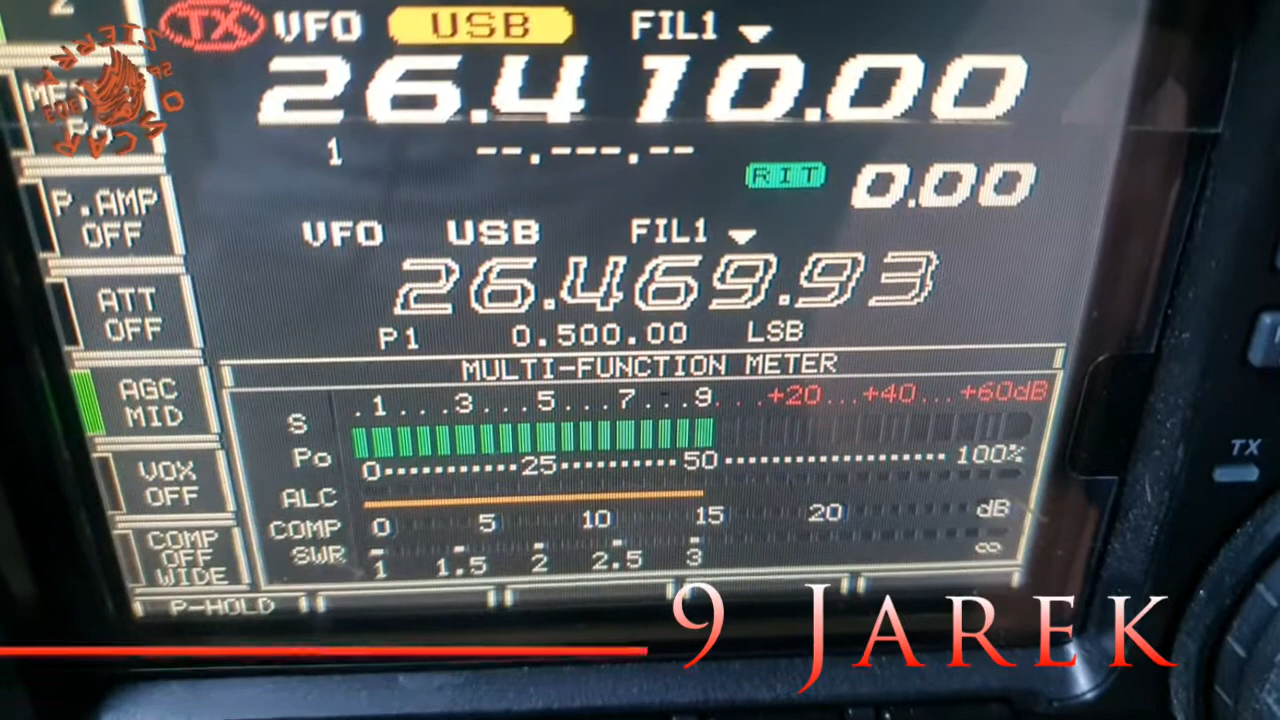 2
TX VFO USB FIL1
26.410.00
1 --.---.--
RIT 0.00
VFO USB FIL1
26.469.93
P1 0.500.00 LSB
P.AMP
OFF
ATT
OFF
AGC
MID
VOX
OFF
COMP
OFF
WIDE
MULTI-FUNCTION METER
S .1...3...5...7...9...+20...+40...+60dB
Po 0 25 50 100%
ALC
COMP 0 5 10 15 20 dB
SWR 1 1.5 2 2.5 3 ∞
P-HOLD
TX
9 JAREK